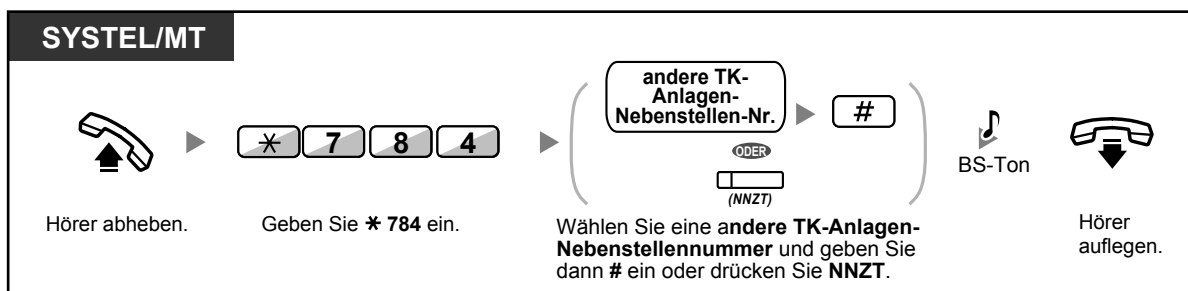 SYSTEL/MT
andere TK-
Anlagen-
Nebenstellen-Nr.
#
ODER
(NNZT)
* 7 8 4
BS-Ton
Hörer abheben.
Geben Sie * 784 ein.
Wählen Sie eine andere TK-Anlagen-
Nebenstellennummer und geben Sie
dann # ein oder drücken Sie NNZT.
Hörer
auflegen.